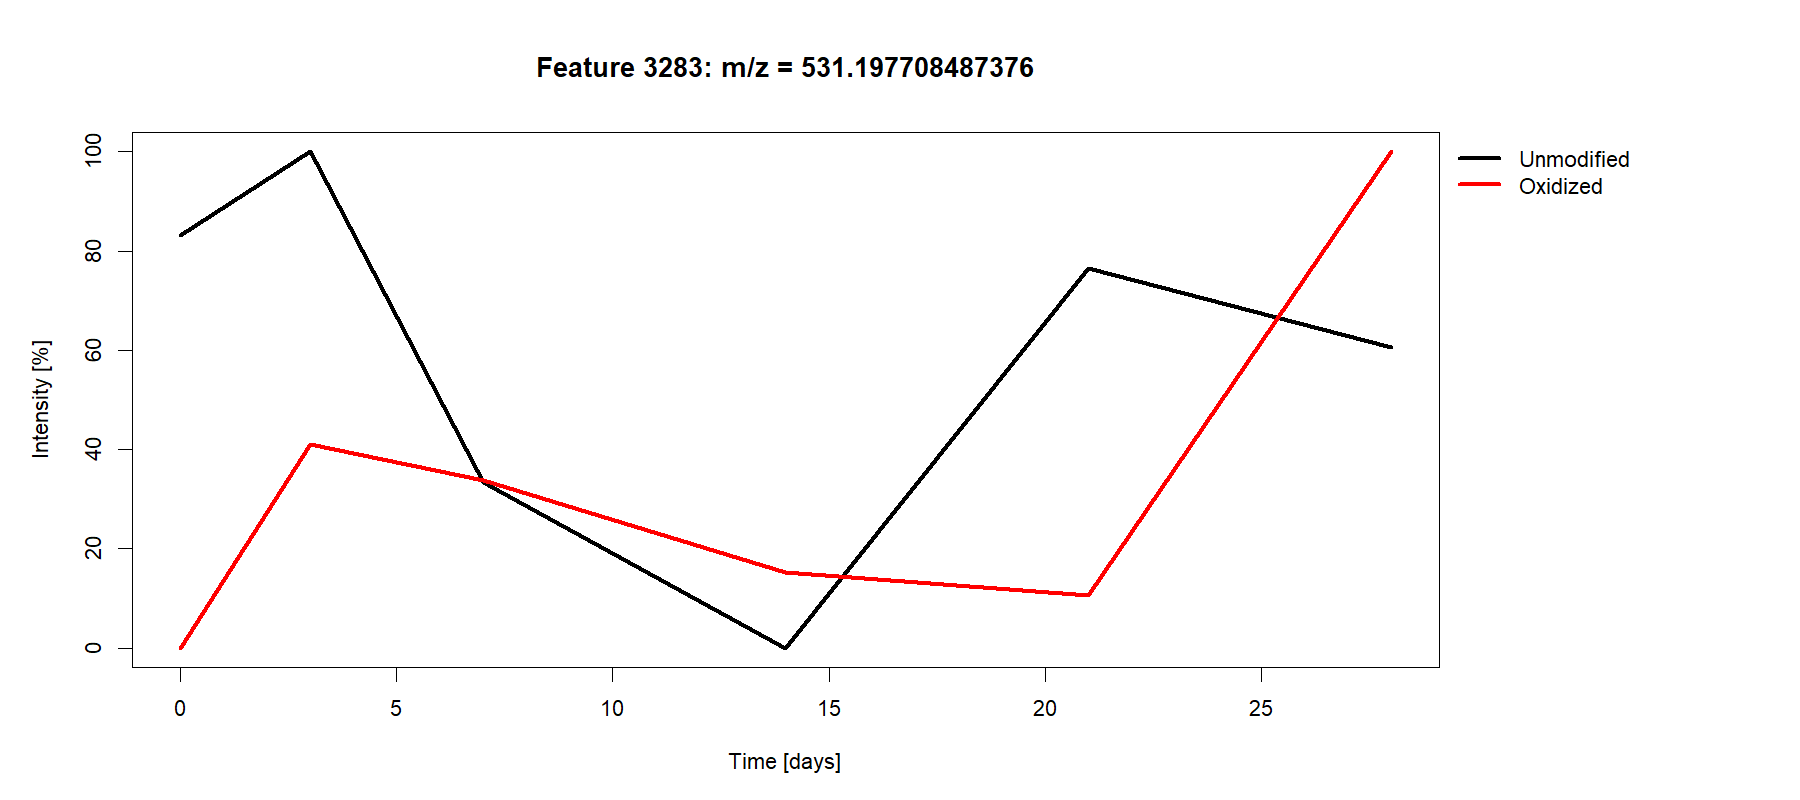 Feature 3283: m/z = 531.197708487376
Unmodified
Oxidized
Intensity [%]
100
80
60
40
20
0
0 5 10 15 20 25
Time [days]